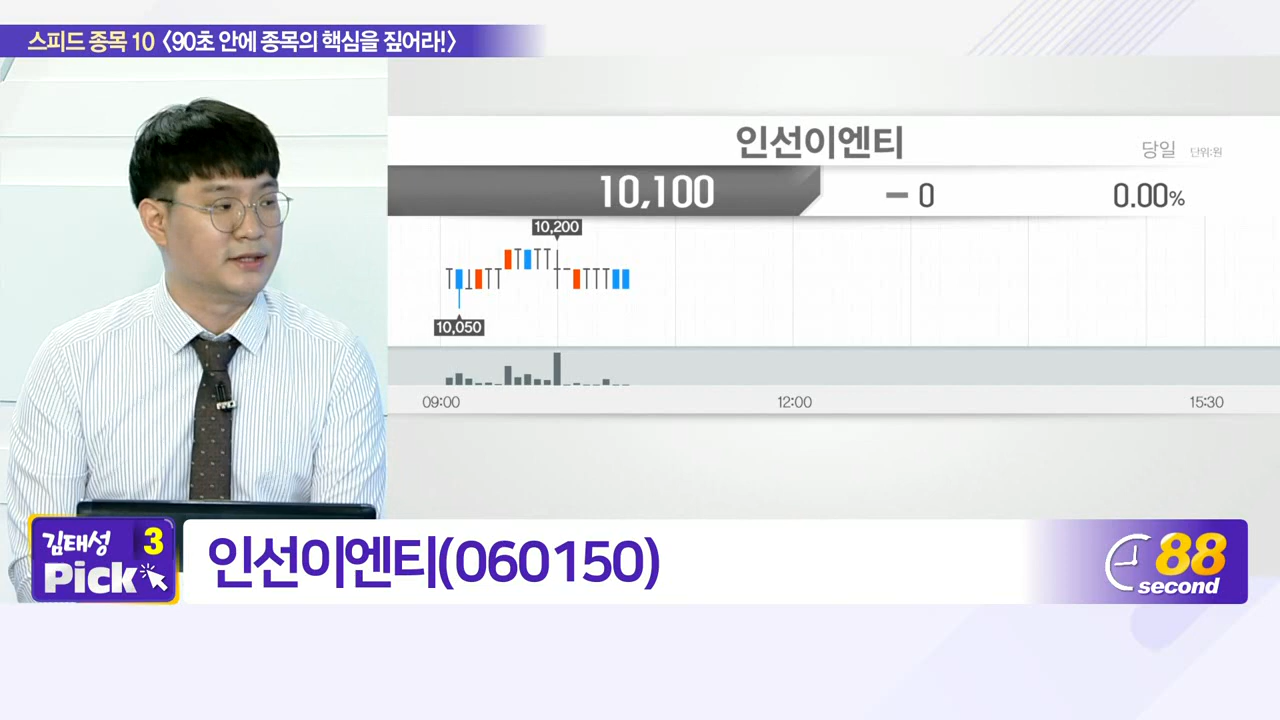 스피드 종목 10 <90초 안에 종목의 핵심을 짚어라!>
인선이엔티
당일 단위:원
10,100 0 0.00%
10,200
10,050
09:00 12:00 15:30
김태성 3
Pick
인선이엔티(060150)
88
second